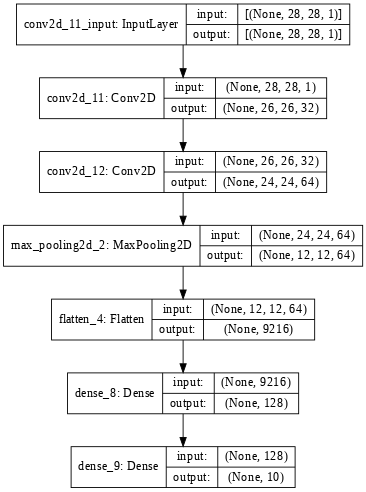 conv2d_11_input: InputLayer
input: [(None, 28, 28, 1)]
output: [(None, 28, 28, 1)]
conv2d_11: Conv2D
input: (None, 28, 28, 1)
output: (None, 26, 26, 32)
conv2d_12: Conv2D
input: (None, 26, 26, 32)
output: (None, 24, 24, 64)
max_pooling2d_2: MaxPooling2D
input: (None, 24, 24, 64)
output: (None, 12, 12, 64)
flatten_4: Flatten
input: (None, 12, 12, 64)
output: (None, 9216)
dense_8: Dense
input: (None, 9216)
output: (None, 128)
dense_9: Dense
input: (None, 128)
output: (None, 10)